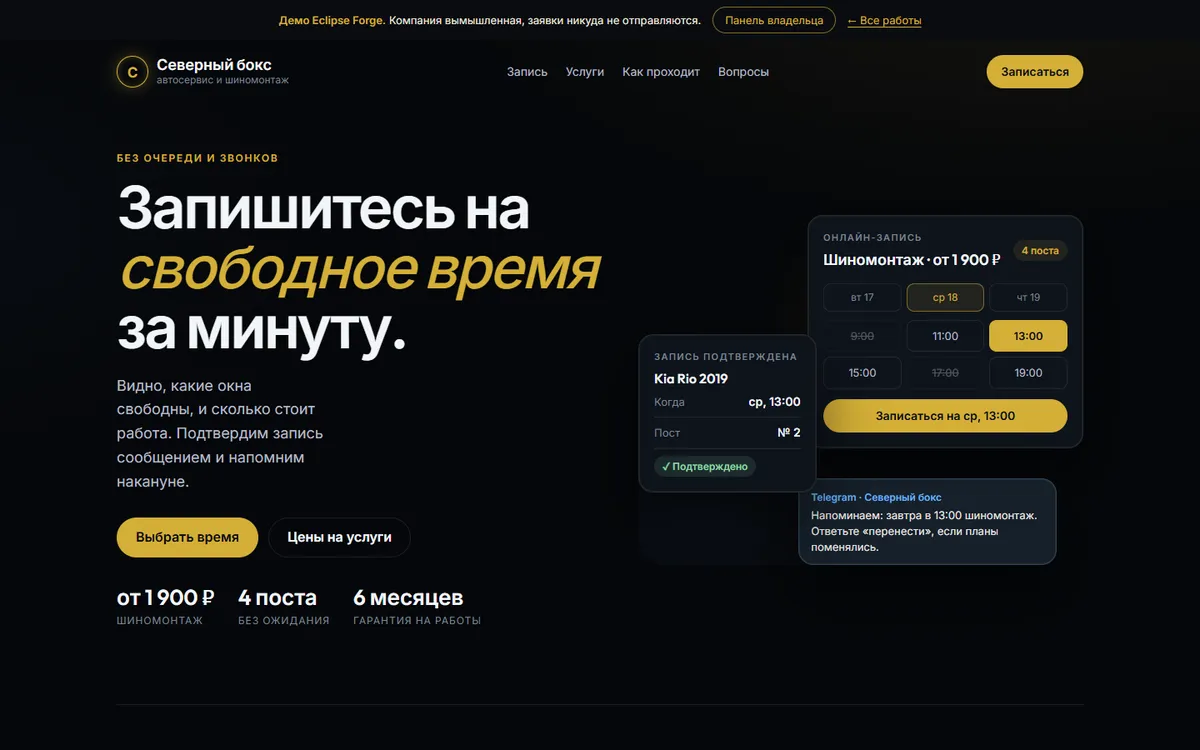 Демо Eclipse Forge. Компания вымышленная, заявки никуда не отправляются.
Панель владельца
← Все работы
С
Северный бокс
автосервис и шиномонтаж
Запись
Услуги
Как проходит
Вопросы
Записаться
БЕЗ ОЧЕРЕДИ И ЗВОНКОВ
Запишитесь на
свободное время
за минуту.
Видно, какие окна
свободны, и сколько стоит
работа. Подтвердим запись
сообщением и напомним
накануне.
Выбрать время
Цены на услуги
от 1 900 ₽
ШИНОМОНТАЖ
4 поста
БЕЗ ОЖИДАНИЯ
6 месяцев
ГАРАНТИЯ НА РАБОТЫ
ОНЛАЙН-ЗАПИСЬ
Шиномонтаж · от 1 900 ₽
4 поста
вт 17
ср 18
чт 19
9:00
11:00
13:00
15:00
17:00
19:00
Записаться на ср, 13:00
ЗАПИСЬ ПОДТВЕРЖДЕНА
Kia Rio 2019
Когда
ср, 13:00
Пост
№ 2
✓ Подтверждено
Telegram · Северный бокс
Напоминаем: завтра в 13:00 шиномонтаж.
Ответьте «перенести», если планы
поменялись.